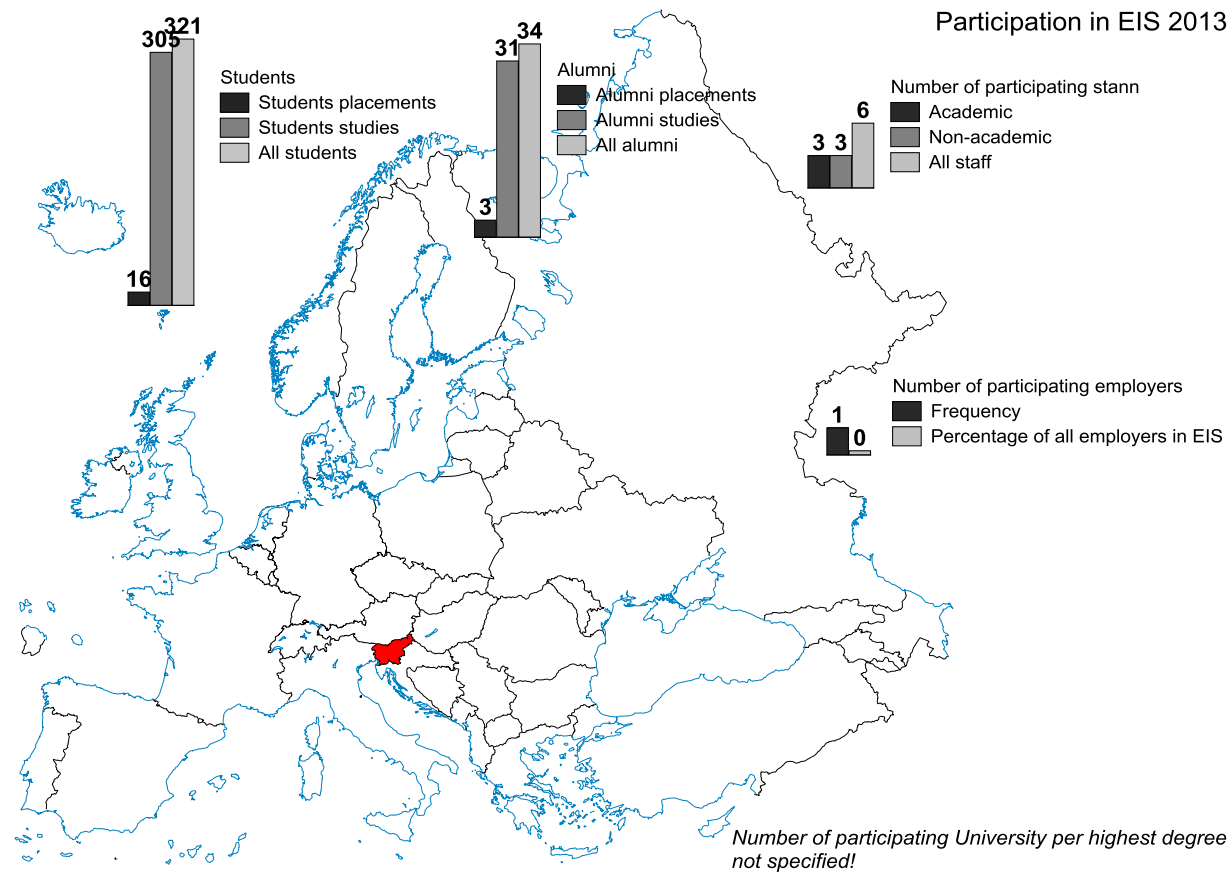 Participation in EIS 2013
321
305
16
Students
Students placements
Students studies
All students
34
31
3
Alumni
Alumni placements
Alumni studies
All alumni
Number of participating stann
Academic
Non-academic
All staff
6
3
3
Number of participating employers
Frequency
Percentage of all employers in EIS
1
0
Number of participating University per highest degree
not specified!